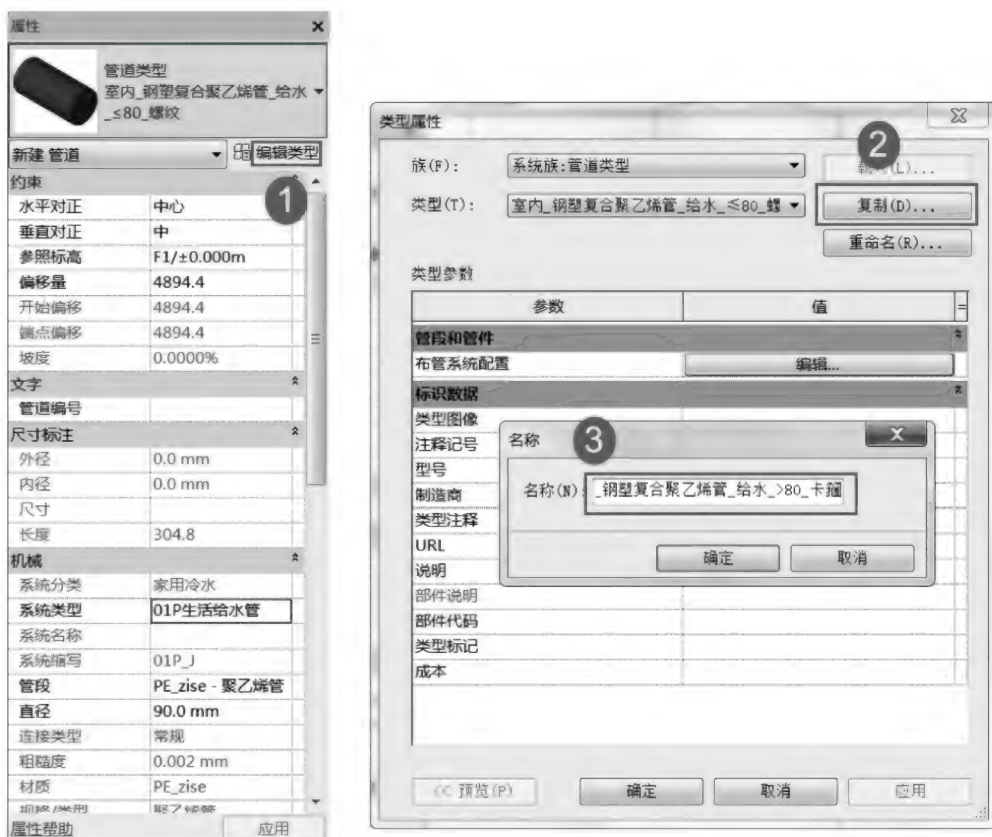 属性
管道类型
室内_钢塑复合聚乙烯管_给水
_≤80_螺纹
新建 管道
编辑类型
1
约束
水平对正 中心
垂直对正 中
参照标高 F1/±0.000m
偏移量 4894.4
开始偏移 4894.4
端点偏移 4894.4
坡度 0.0000%
文字
管道编号
尺寸标注
外径 0.0 mm
内径 0.0 mm
尺寸
长度 304.8
机械
系统分类 家用冷水
系统类型 01P生活给水管
系统名称
系统缩写 01P_J
管段 PE_zise - 聚乙烯管
直径 90.0 mm
连接类型 常规
粗糙度 0.002 mm
材质 PE_zise
规格/类型 聚乙烯管
属性帮助 应用
类型属性
2
族(F): 系统族:管道类型 (L)...
类型(T): 室内_钢塑复合聚乙烯管_给水_≤80_螺 复制(D)...
重命名(R)...
类型参数
参数 值 =
管段和管件
布管系统配置 编辑...
标识数据
类型图像
注释记号
型号
制造商
类型注释
URL
说明
部件说明
部件代码
类型标记
成本
名称
3
名称(N): _钢塑复合聚乙烯管_给水_>80_卡箍
确定 取消
<< 预览(P) 确定 取消 应用